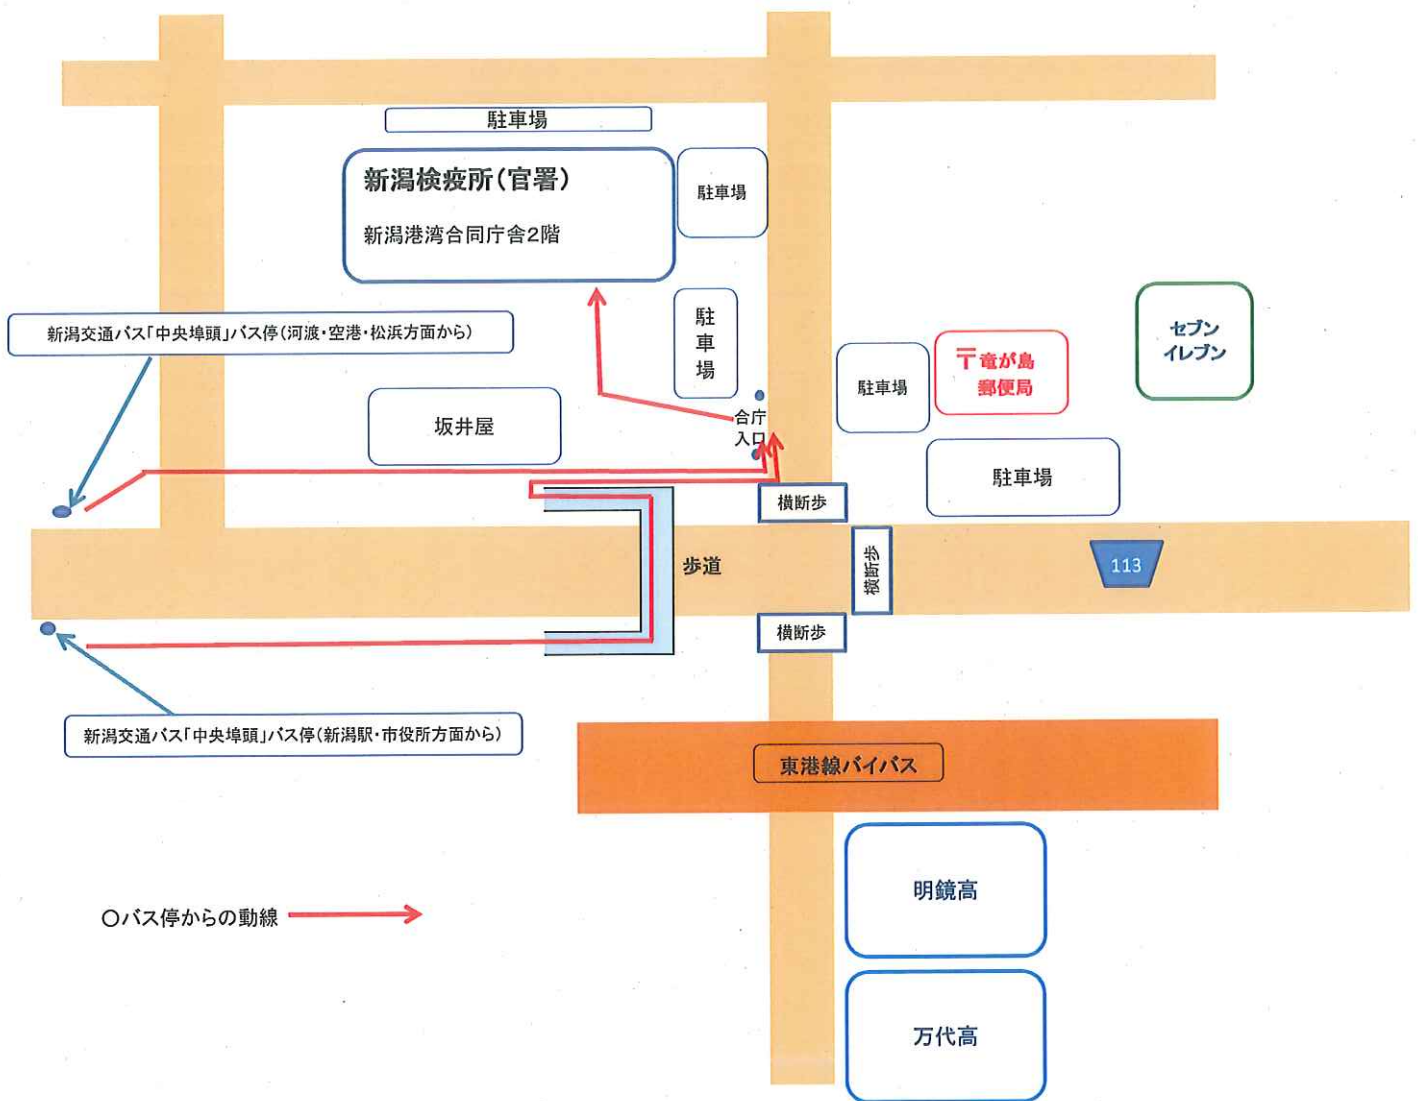 駐車場
新潟検疫所(官署)
新潟港湾合同庁舎2階
駐車場
新潟交通バス「中央埠頭」バス停(河渡・空港・松浜方面から)
駐車場
セブン
イレブン
〒竜が島
郵便局
駐車場
坂井屋
合庁
入口
駐車場
横断歩
歩道
横断歩
113
横断歩
新潟交通バス「中央埠頭」バス停(新潟駅・市役所方面から)
東港線バイパス
明鏡高
〇バス停からの動線
万代高